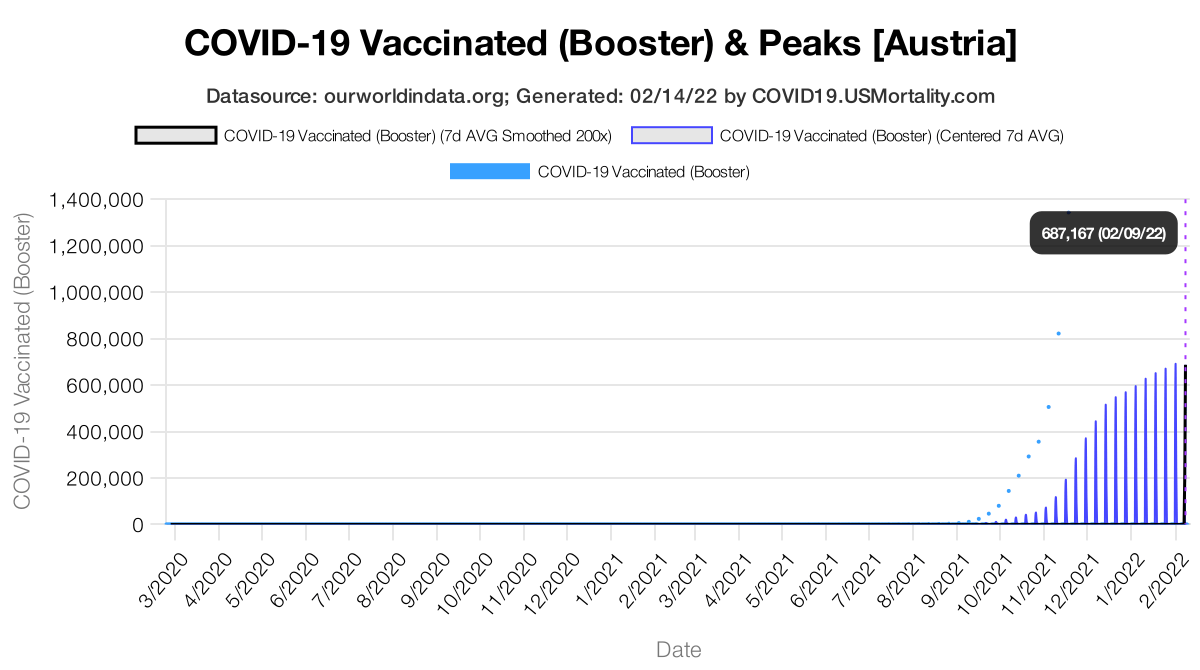 COVID-19 Vaccinated (Booster) & Peaks [Austria]
Datasource: ourworldindata.org; Generated: 02/14/22 by COVID19.USMortality.com
COVID-19 Vaccinated (Booster) (7d AVG Smoothed 200x) COVID-19 Vaccinated (Booster) (Centered 7d AVG)
COVID-19 Vaccinated (Booster)
COVID-19 Vaccinated (Booster)
1,400,000
1,200,000
1,000,000
800,000
600,000
400,000
200,000
0
687,167 (02/09/22)
3/2020 4/2020 5/2020 6/2020 7/2020 8/2020 9/2020 10/2020 11/2020 12/2020 1/2021 2/2021 3/2021 4/2021 5/2021 6/2021 7/2021 8/2021 9/2021 10/2021 11/2021 12/2021 1/2022 2/2022
Date